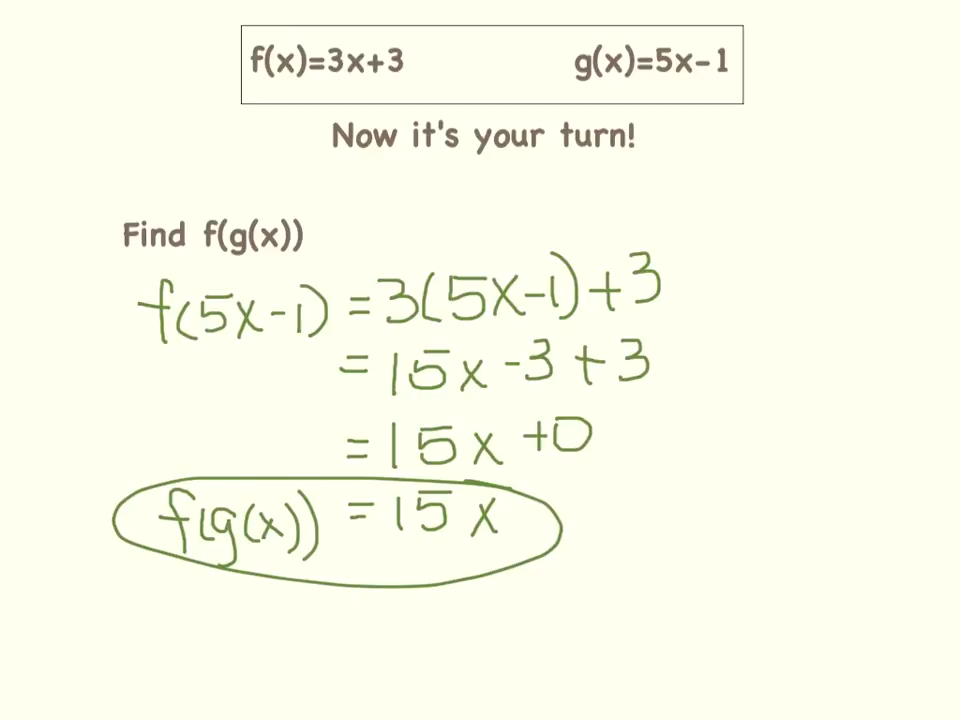 f(x)=3x+3 g(x)=5x-1
Now it's your turn!
Find f(g(x))
f(5x-1) = 3(5x-1)+3
= 15x -3 +3
= 15x +0
f(g(x)) = 15x